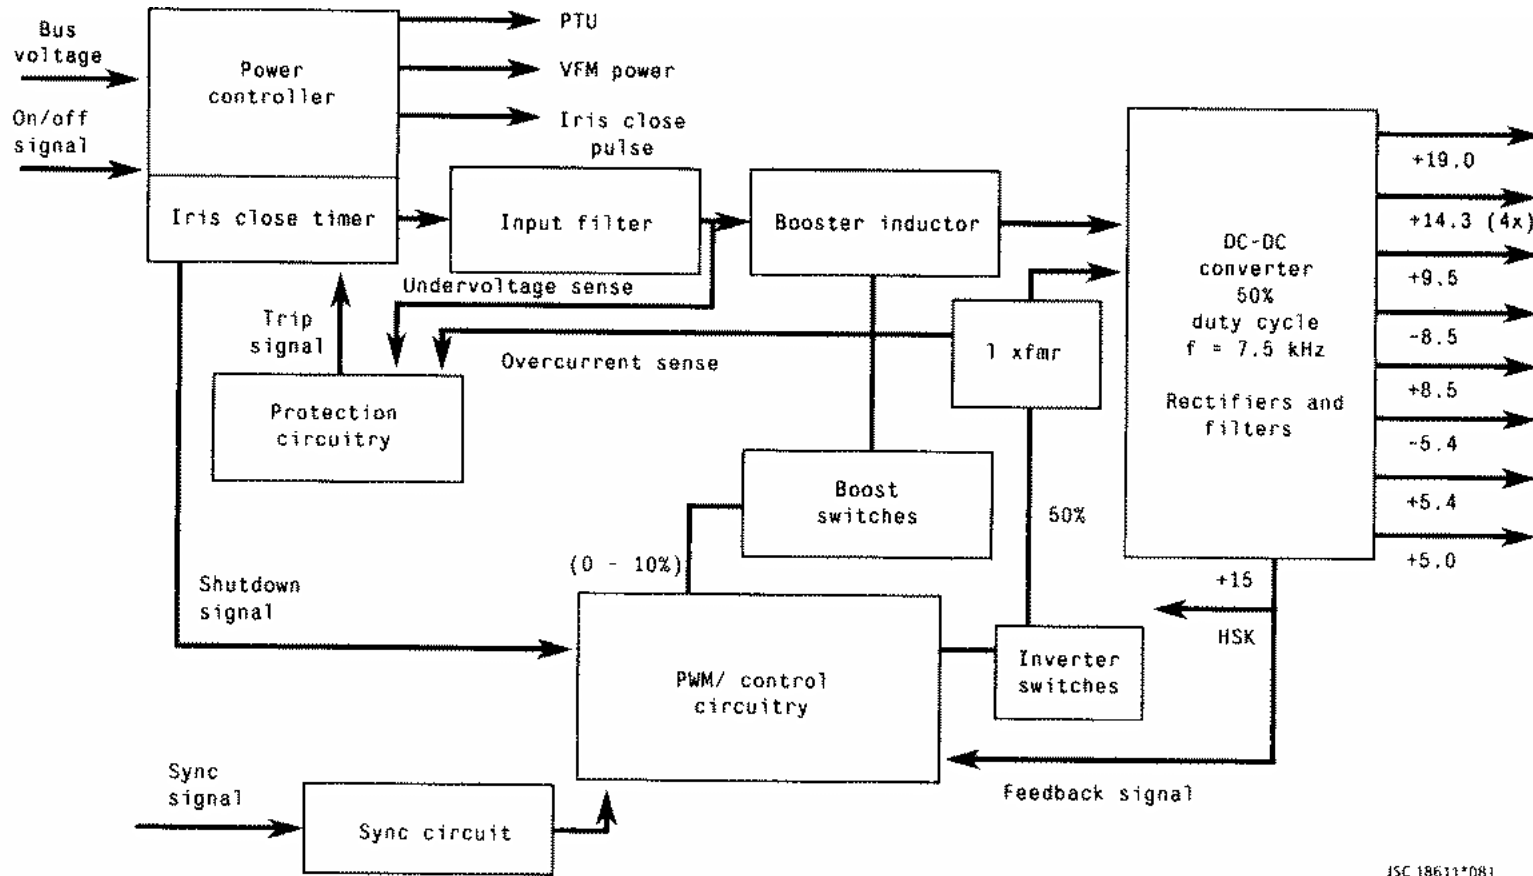 Bus
voltage
On/off
signal
Power
controller
Iris close timer
PTU
VFM power
Iris close
pulse
Input filter
Booster inductor
DC-DC
converter
50%
duty cycle
f = 7.5 kHz
Rectifiers and
filters
+19.0
+14.3 (4x)
+9.5
-8.5
+8.5
-5.4
+5.4
+5.0
Undervoltage sense
Trip
signal
Overcurrent sense
1 xfmr
Protection
circuitry
Boost
switches
50%
(0 - 10%)
Shutdown
signal
+15
HSK
PWM/ control
circuitry
Inverter
switches
Feedback signal
Sync
signal
Sync circuit
JSC 18611*081